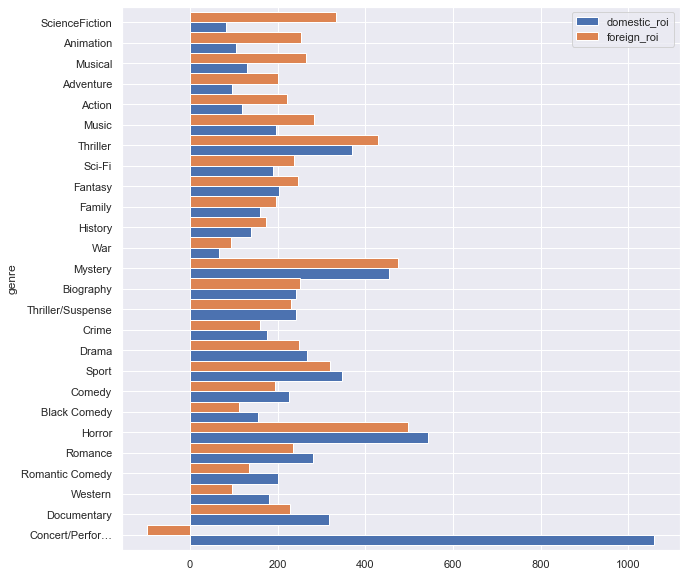 domestic_roi
foreign_roi
genre
ScienceFiction
Animation
Musical
Adventure
Action
Music
Thriller
Sci-Fi
Fantasy
Family
History
War
Mystery
Biography
Thriller/Suspense
Crime
Drama
Sport
Comedy
Black Comedy
Horror
Romance
Romantic Comedy
Western
Documentary
Concert/Perfor…
0 200 400 600 800 1000